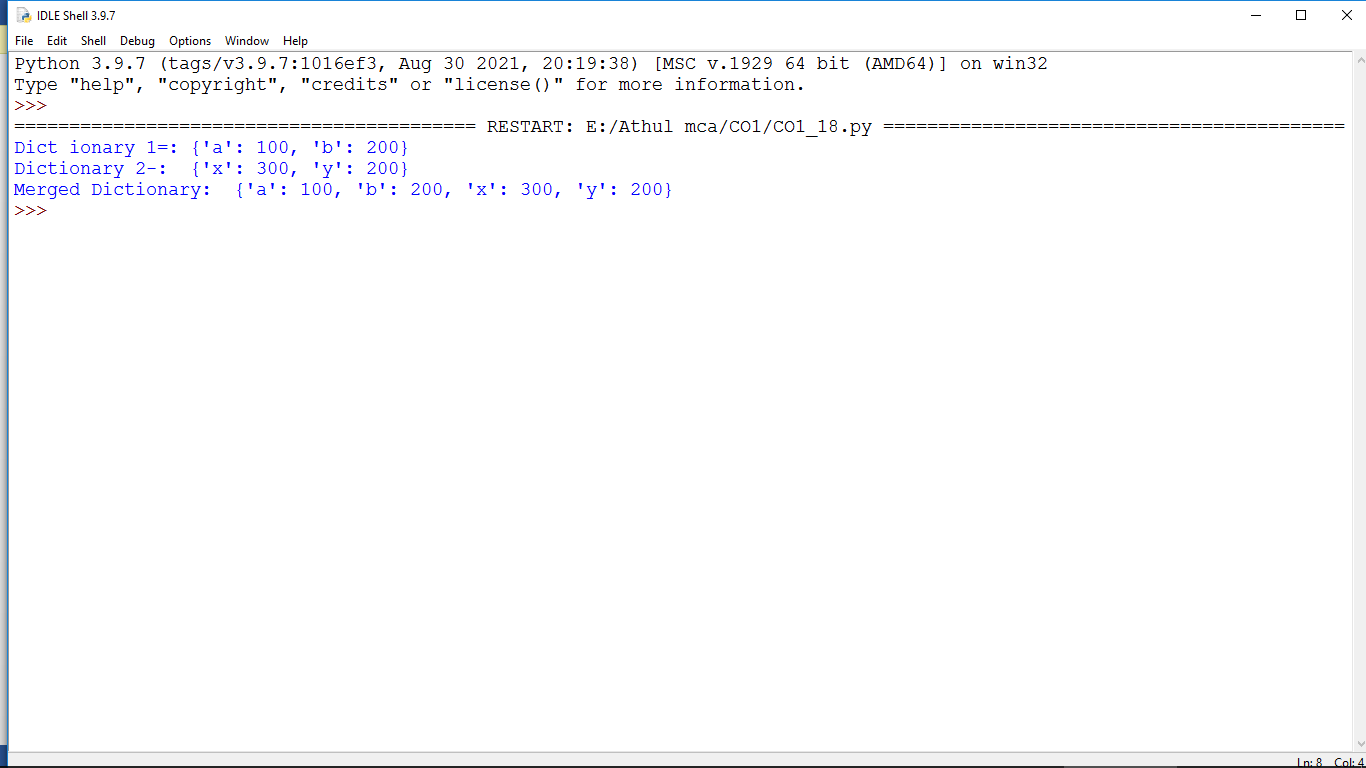 IDLE Shell 3.9.7
File Edit Shell Debug Options Window Help
Python 3.9.7 (tags/v3.9.7:1016ef3, Aug 30 2021, 20:19:38) [MSC v.1929 64 bit (AMD64)] on win32
Type "help", "copyright", "credits" or "license()" for more information.
>>>
========================================== RESTART: E:/Athul mca/CO1/CO1_18.py ==========================================
Dict ionary 1=: {'a': 100, 'b': 200}
Dictionary 2-:  {'x': 300, 'y': 200}
Merged Dictionary:  {'a': 100, 'b': 200, 'x': 300, 'y': 200}
>>>
Ln: 8 Col: 4